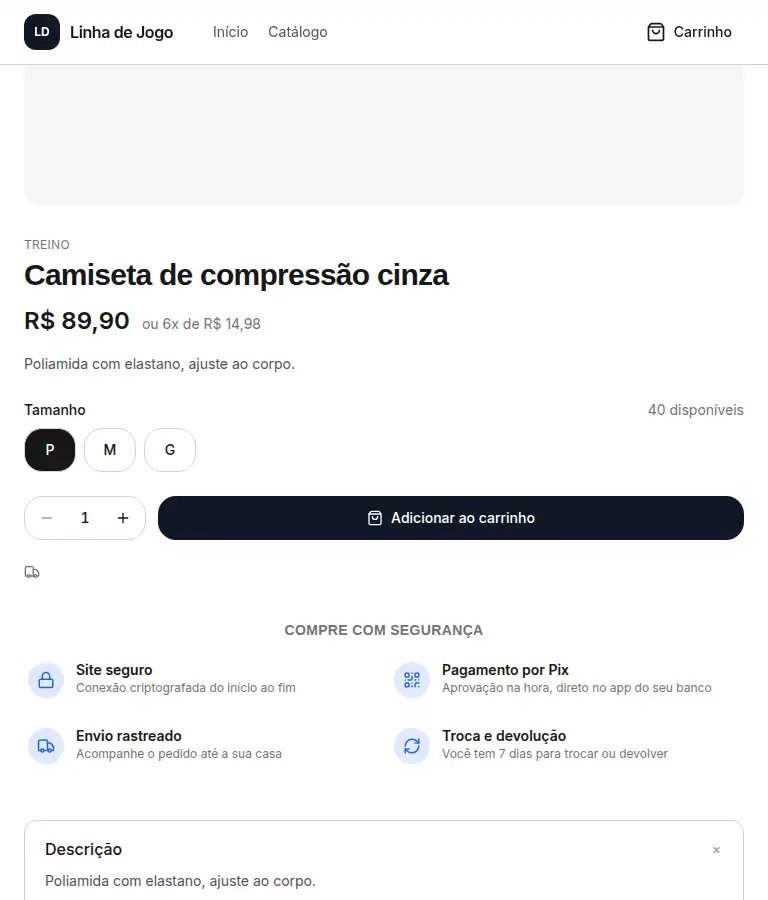 LD Linha de Jogo Início Catálogo Carrinho
TREINO
Camiseta de compressão cinza
R$ 89,90 ou 6x de R$ 14,98
Poliamida com elastano, ajuste ao corpo.
Tamanho 40 disponíveis
P M G
− 1 + Adicionar ao carrinho
COMPRE COM SEGURANÇA
Site seguro
Conexão criptografada do início ao fim
Pagamento por Pix
Aprovação na hora, direto no app do seu banco
Envio rastreado
Acompanhe o pedido até a sua casa
Troca e devolução
Você tem 7 dias para trocar ou devolver
Descrição ×
Poliamida com elastano, ajuste ao corpo.